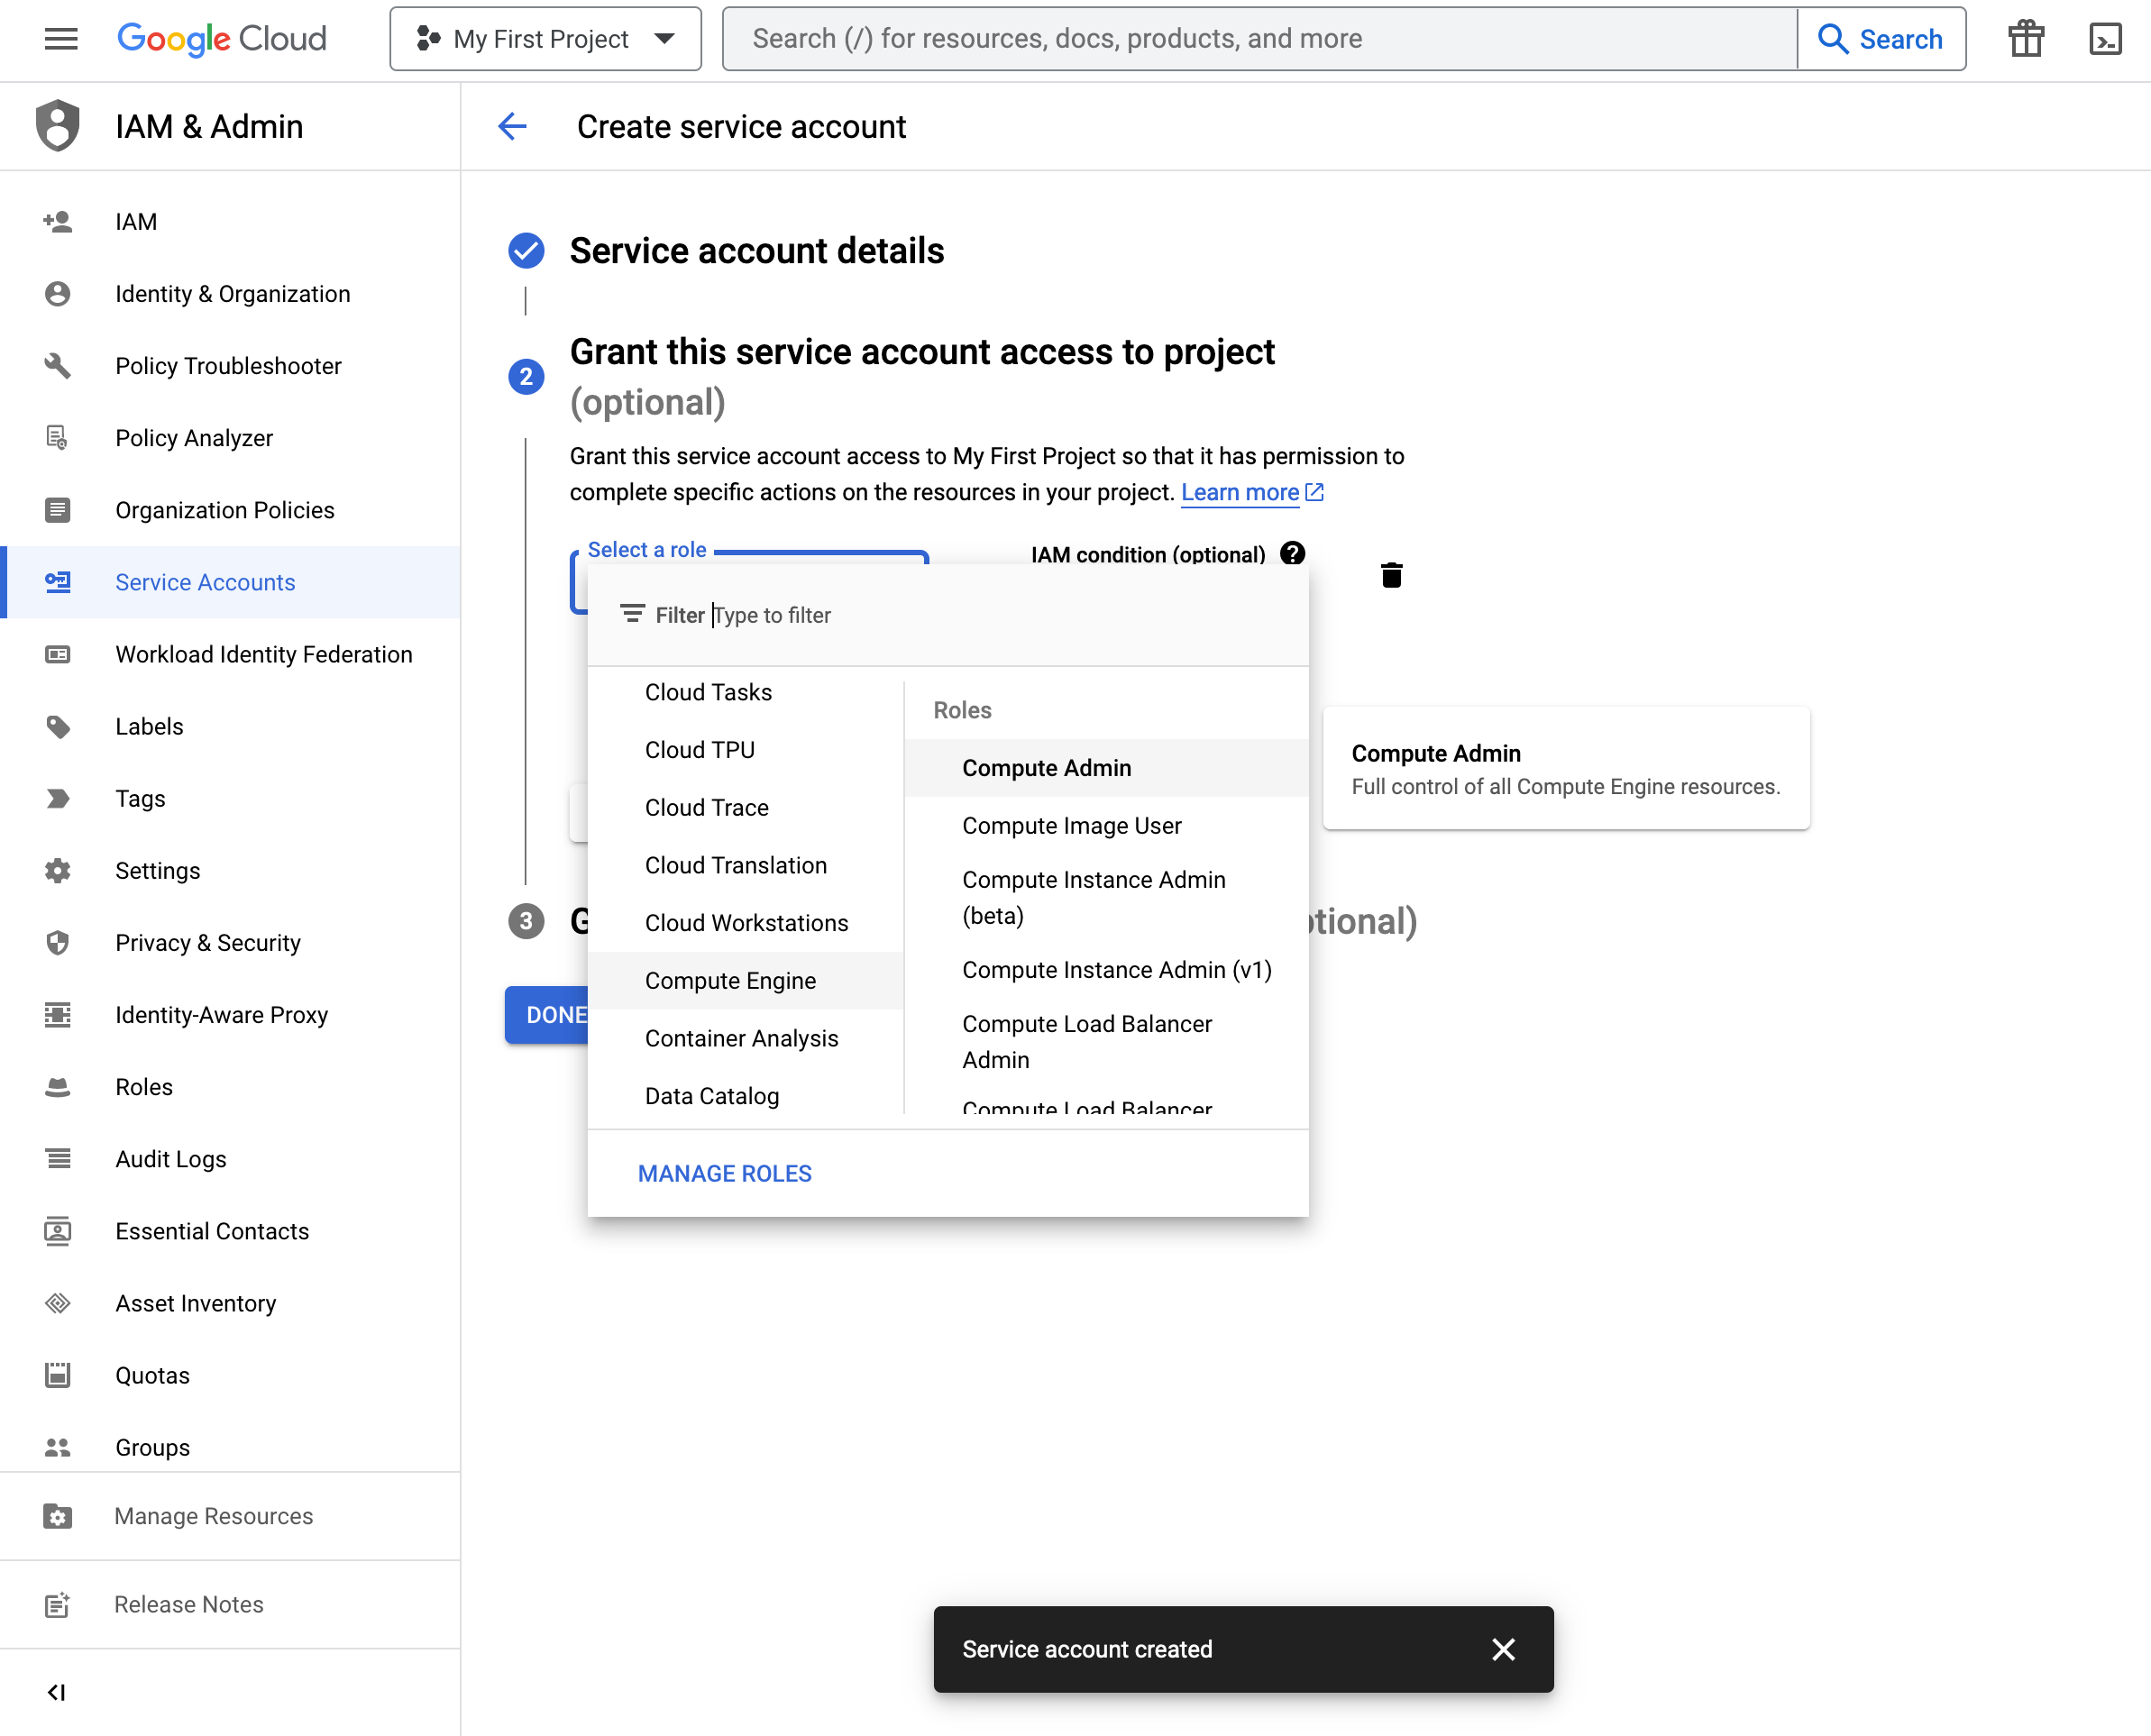 Google Cloud
My First Project
Search (/) for resources, docs, products, and more
Search
IAM & Admin
Create service account
IAM
Identity & Organization
Policy Troubleshooter
Policy Analyzer
Organization Policies
Service Accounts
Workload Identity Federation
Labels
Tags
Settings
Privacy & Security
Identity-Aware Proxy
Roles
Audit Logs
Essential Contacts
Asset Inventory
Quotas
Groups
Manage Resources
Release Notes
Service account details
2
Grant this service account access to project
(optional)
Grant this service account access to My First Project so that it has permission to
complete specific actions on the resources in your project. Learn more
Select a role
IAM condition (optional)
Filter Type to filter
Cloud Tasks
Cloud TPU
Cloud Trace
Cloud Translation
Cloud Workstations
Compute Engine
Container Analysis
Data Catalog
Roles
Compute Admin
Compute Image User
Compute Instance Admin
(beta)
Compute Instance Admin (v1)
Compute Load Balancer
Admin
Compute Load Balancer
MANAGE ROLES
Compute Admin
Full control of all Compute Engine resources.
3
DONE
Service account created